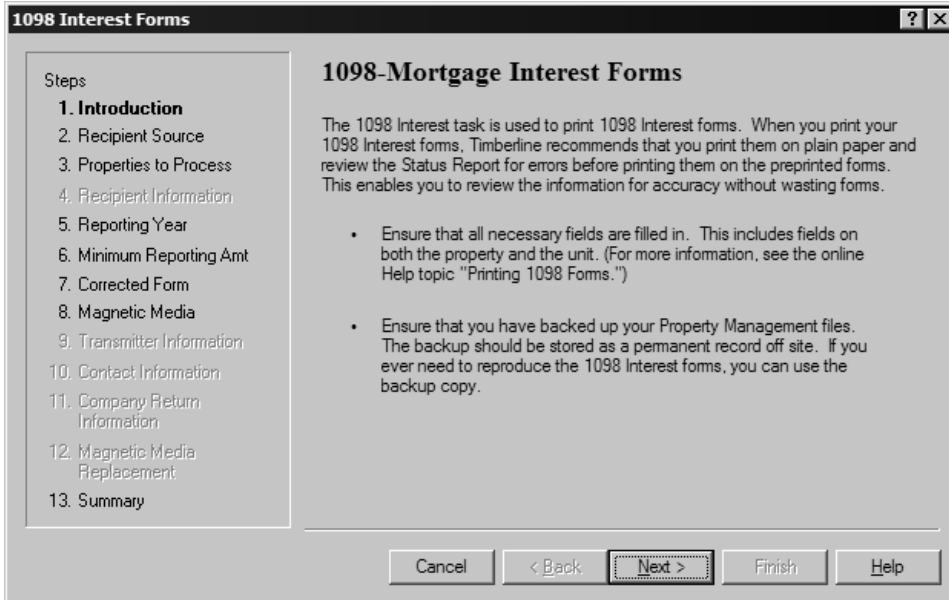 1098 Interest Forms
Steps
1. Introduction
2. Recipient Source
3. Properties to Process
4. Recipient Information
5. Reporting Year
6. Minimum Reporting Amt
7. Corrected Form
8. Magnetic Media
9. Transmitter Information
10. Contact Information
11. Company Return
Information
12. Magnetic Media
Replacement
13. Summary
1098-Mortgage Interest Forms
The 1098 Interest task is used to print 1098 Interest forms. When you print your
1098 Interest forms, Timberline recommends that you print them on plain paper and
review the Status Report for errors before printing them on the preprinted forms.
This enables you to review the information for accuracy without wasting forms.
• Ensure that all necessary fields are filled in. This includes fields on
both the property and the unit. (For more information, see the online
Help topic "Printing 1098 Forms.")
• Ensure that you have backed up your Property Management files.
The backup should be stored as a permanent record off site. If you
ever need to reproduce the 1098 Interest forms, you can use the
backup copy.
Cancel
< Back
Next >
Finish
Help